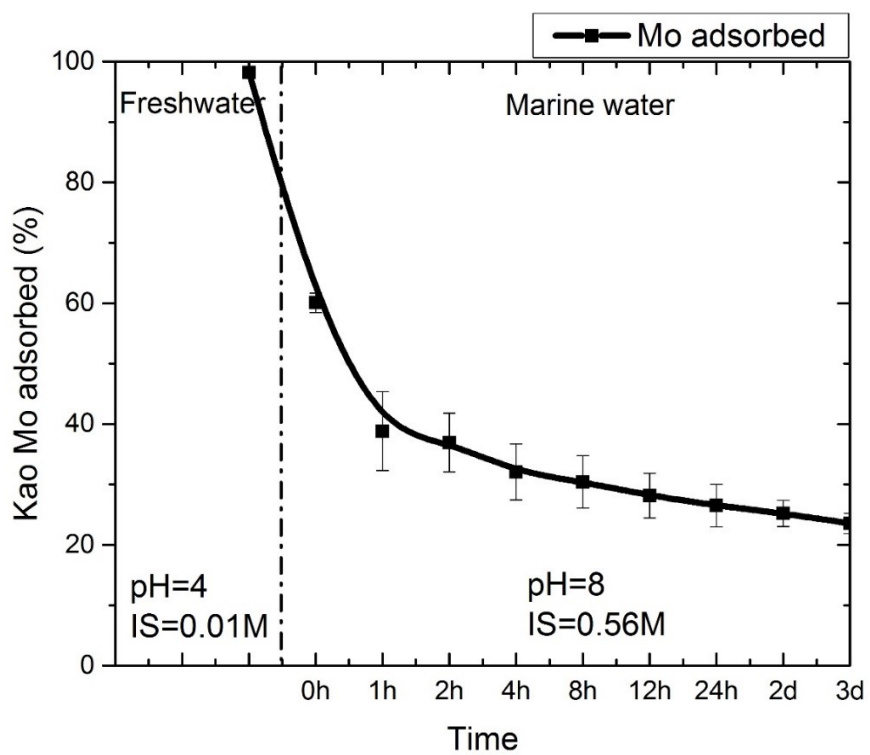 Mo adsorbed
100
80
60
40
20
0
Kao Mo adsorbed (%)
Freshwater
Marine water
pH=4
IS=0.01M
pH=8
IS=0.56M
0h 1h 2h 4h 8h 12h 24h 2d 3d
Time